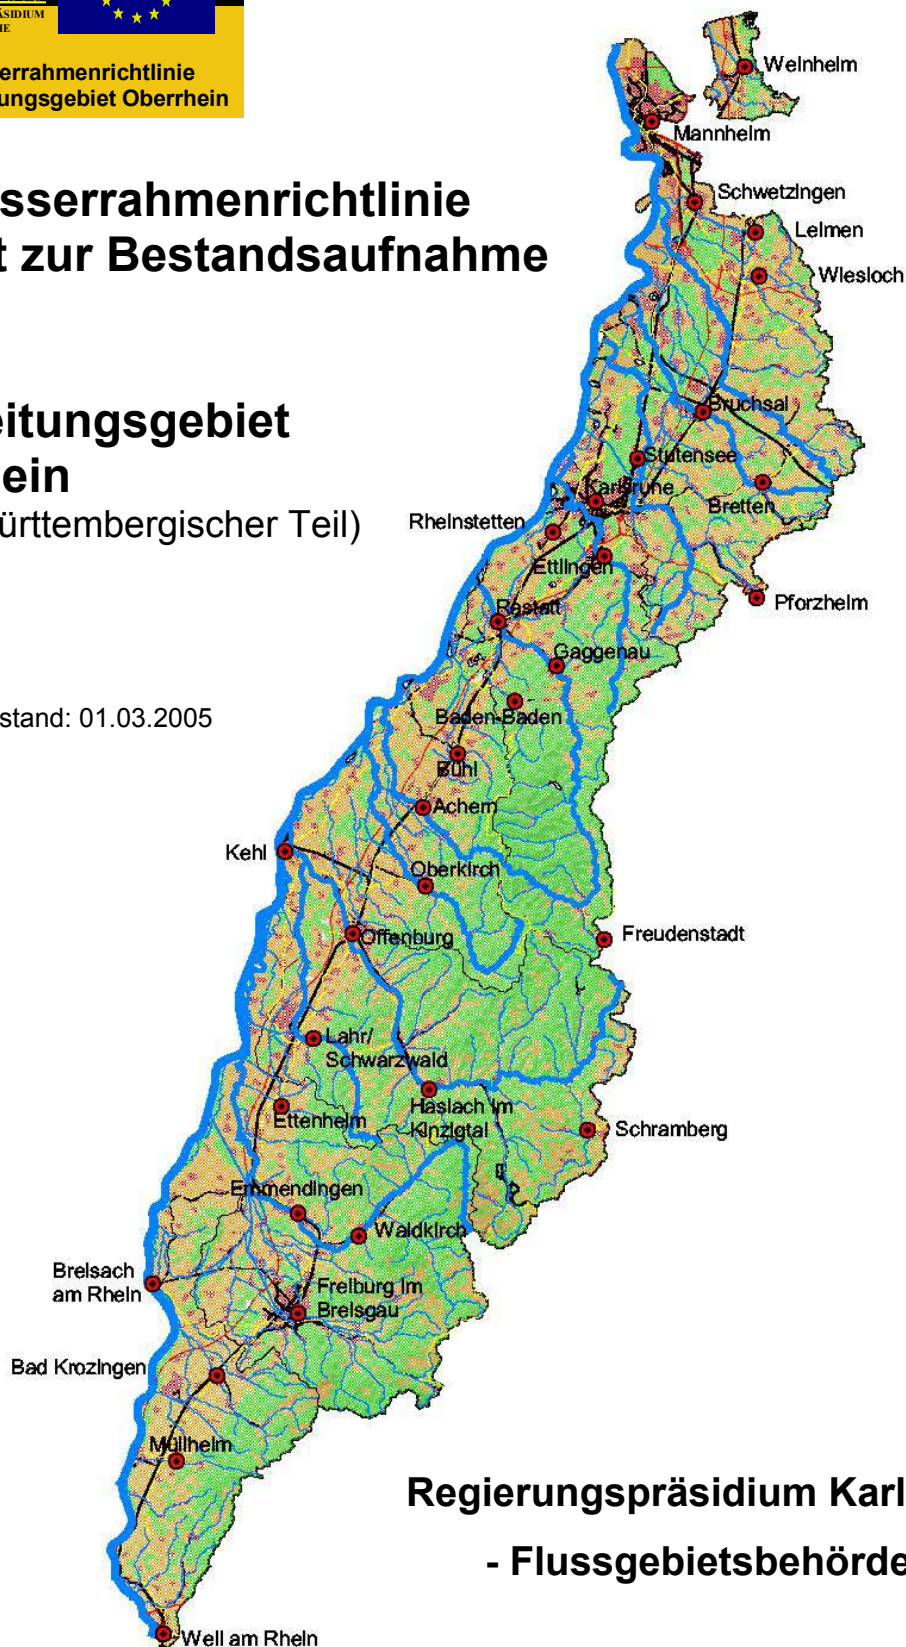 ÄSIDIUM
HE
serrahmenrichtlinie
ungsgebiet Oberrhein
sserrahmenrichtlinie
t zur Bestandsaufnahme
eitungsgebiet
ein
ürttembergischer Teil)
stand: 01.03.2005
Weinheim
Mannheim
Schwetzingen
Leimen
Wiesloch
Bruchsal
Stutensee
Karlsruhe
Bretten
Rheinstetten
Ettlingen
Pforzheim
Rastatt
Gaggenau
Baden-Baden
Bühl
Achern
Kehl
Oberkirch
Offenburg
Freudenstadt
Lahr/
Schwarzwald
Haslach im
Kinzigtal
Ettenheim
Schramberg
Emmendingen
Waldkirch
Breisach
am Rhein
Freiburg im
Breisgau
Bad Krozingen
Müllheim
Weil am Rhein
Regierungspräsidium Karl
- Flussgebietsbehörde